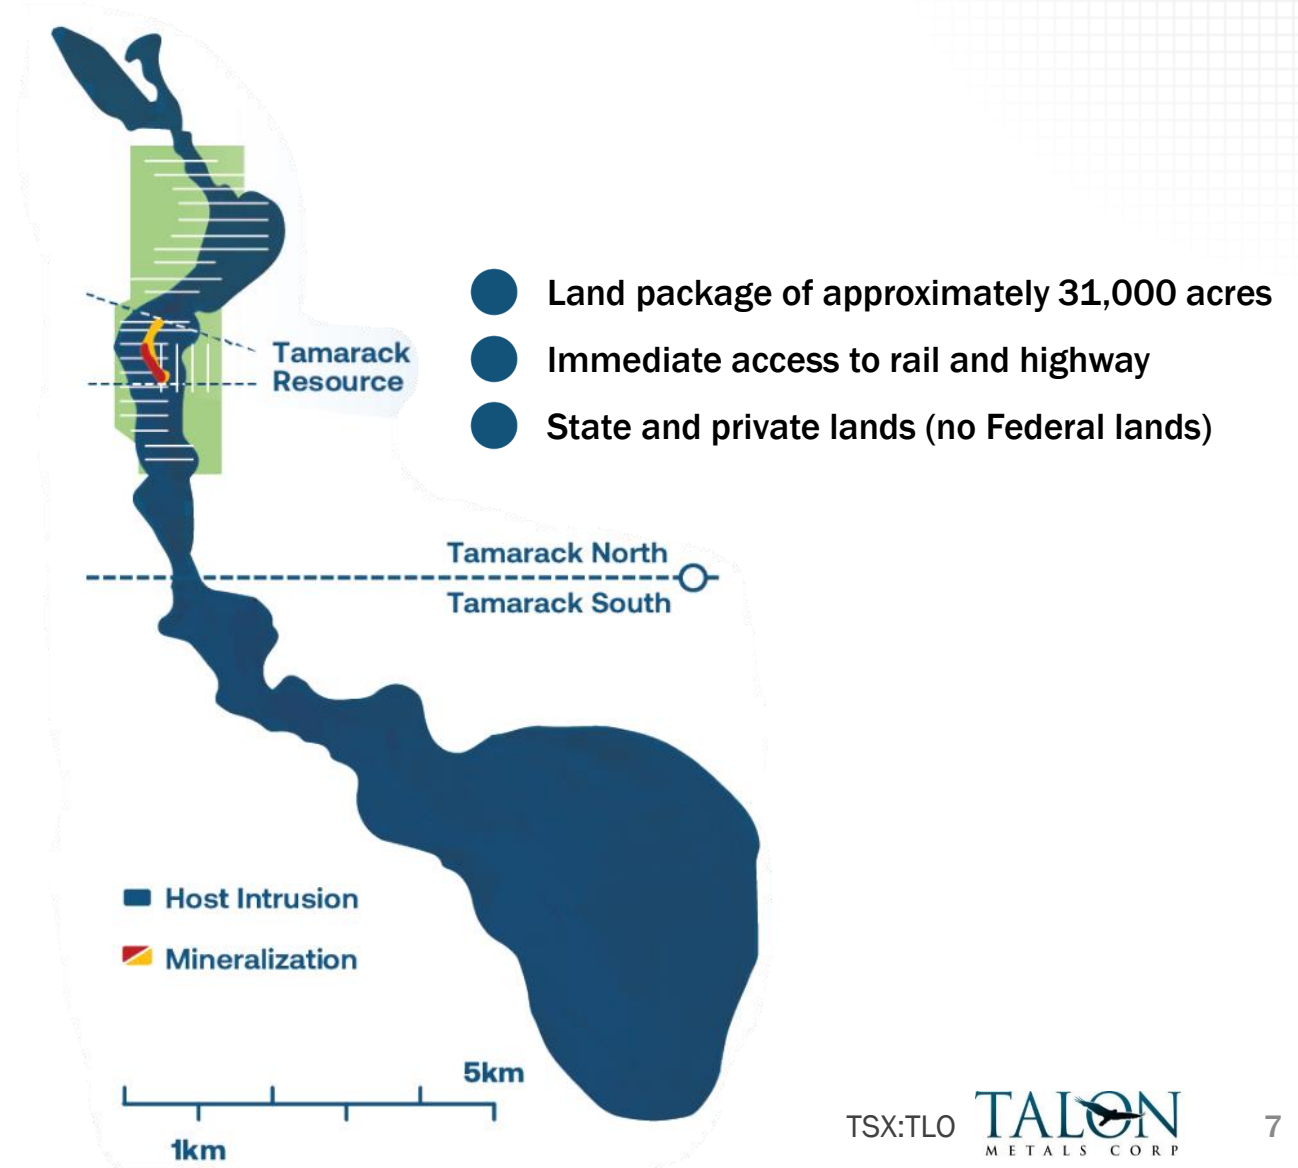 Land package of approximately 31,000 acres
Immediate access to rail and highway
State and private lands (no Federal lands)
Tamarack
Resource
Tamarack North
Tamarack South
Host Intrusion
Mineralization
5km
1km
TSX:TLO
TALON
METALS CORP
7